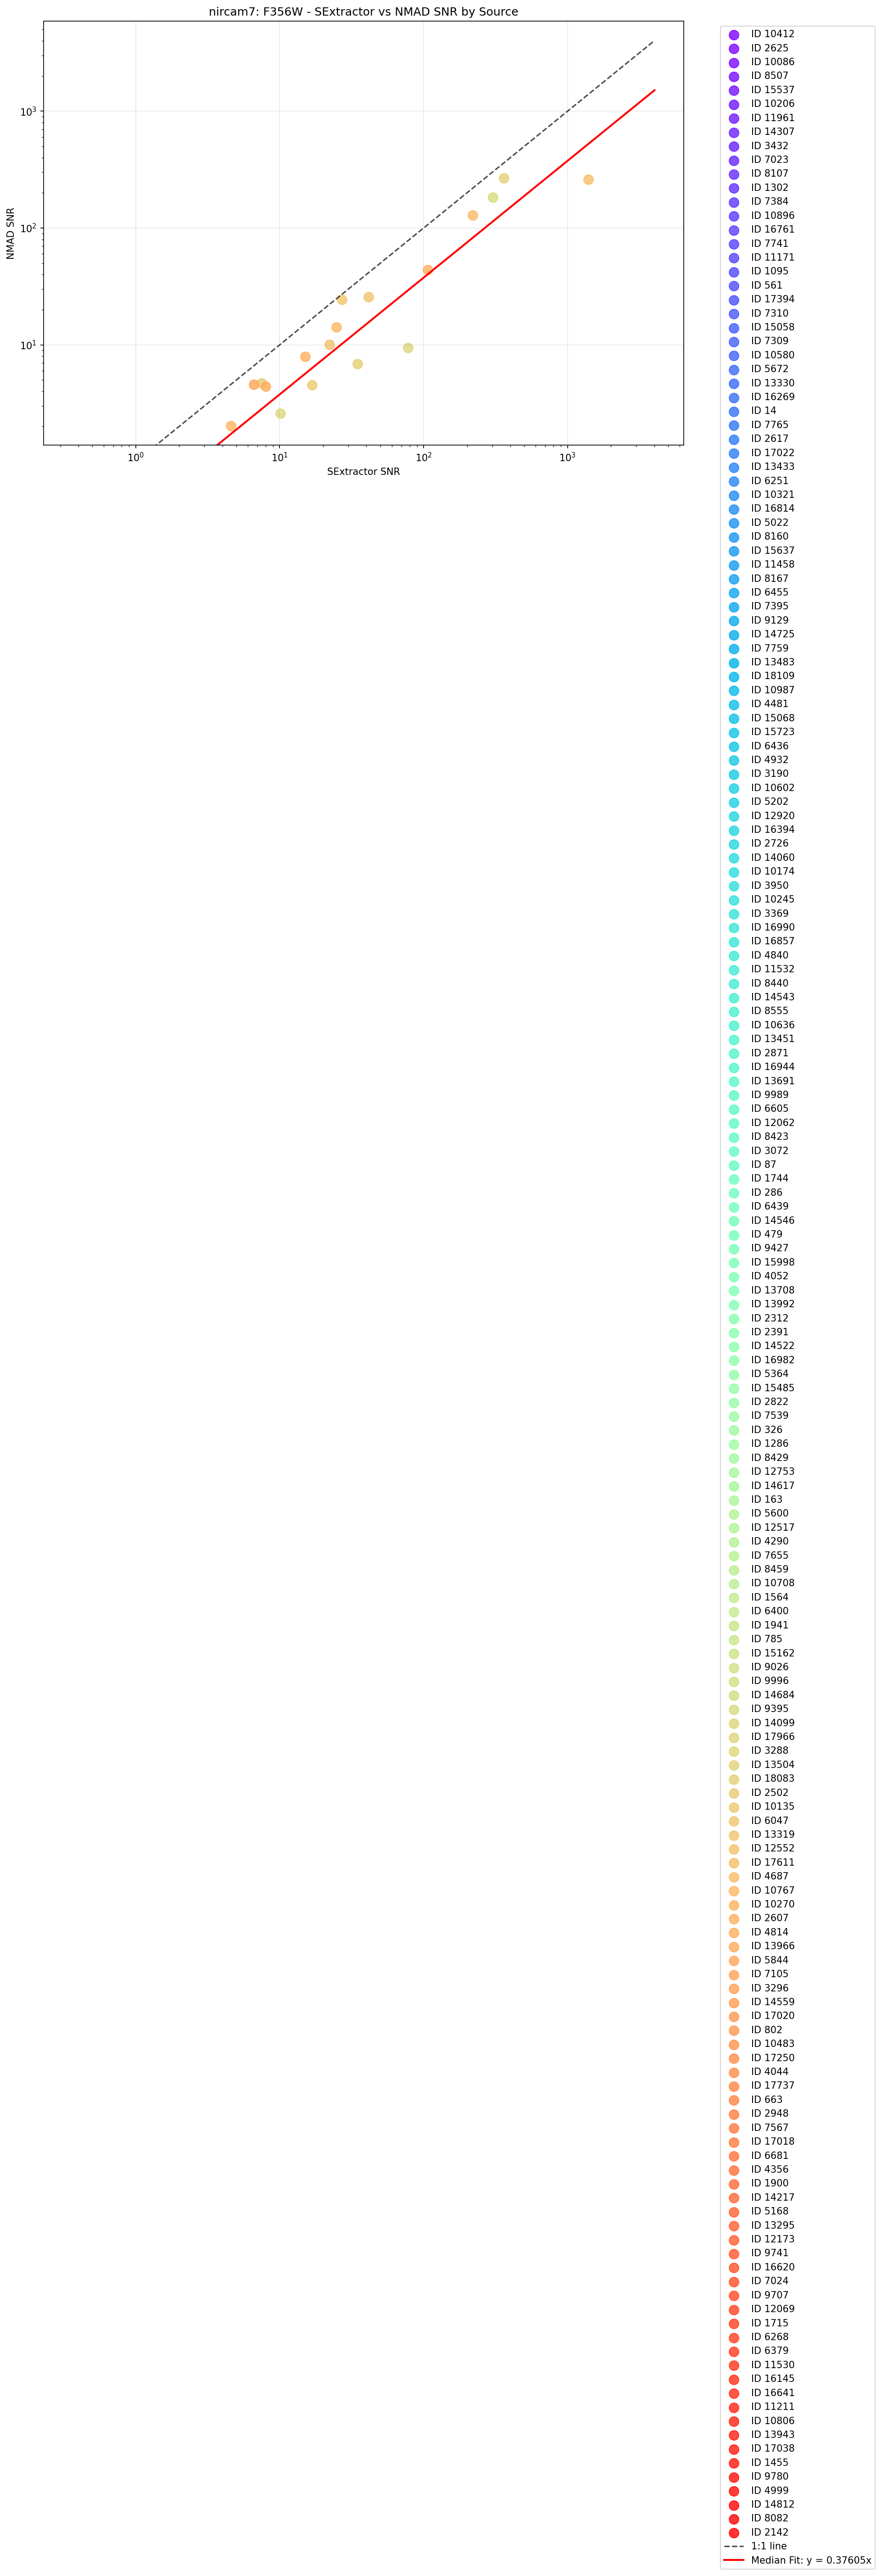 nircam7: F356W - SExtractor vs NMAD SNR by Source
NMAD SNR
10³
10²
10¹
10⁰
10¹
10²
10³
SExtractor SNR
ID 10412
ID 2625
ID 10086
ID 8507
ID 15537
ID 10206
ID 11961
ID 14307
ID 3432
ID 7023
ID 8107
ID 1302
ID 7384
ID 10896
ID 16761
ID 7741
ID 11171
ID 1095
ID 561
ID 17394
ID 7310
ID 15058
ID 7309
ID 10580
ID 5672
ID 13330
ID 16269
ID 14
ID 7765
ID 2617
ID 17022
ID 13433
ID 6251
ID 10321
ID 16814
ID 5022
ID 8160
ID 15637
ID 11458
ID 8167
ID 6455
ID 7395
ID 9129
ID 14725
ID 7759
ID 13483
ID 18109
ID 10987
ID 4481
ID 15068
ID 15723
ID 6436
ID 4932
ID 3190
ID 10602
ID 5202
ID 12920
ID 16394
ID 2726
ID 14060
ID 10174
ID 3950
ID 10245
ID 3369
ID 16990
ID 16857
ID 4840
ID 11532
ID 8440
ID 14543
ID 8555
ID 10636
ID 13451
ID 2871
ID 16944
ID 13691
ID 9989
ID 6605
ID 12062
ID 8423
ID 3072
ID 87
ID 1744
ID 286
ID 6439
ID 14546
ID 479
ID 9427
ID 15998
ID 4052
ID 13708
ID 13992
ID 2312
ID 2391
ID 14522
ID 16982
ID 5364
ID 15485
ID 2822
ID 7539
ID 326
ID 1286
ID 8429
ID 12753
ID 14617
ID 163
ID 5600
ID 12517
ID 4290
ID 7655
ID 8459
ID 10708
ID 1564
ID 6400
ID 1941
ID 785
ID 15162
ID 9026
ID 9996
ID 14684
ID 9395
ID 14099
ID 17966
ID 3288
ID 13504
ID 18083
ID 2502
ID 10135
ID 6047
ID 13319
ID 12552
ID 17611
ID 4687
ID 10767
ID 10270
ID 2607
ID 4814
ID 13966
ID 5844
ID 7105
ID 3296
ID 14559
ID 17020
ID 802
ID 10483
ID 17250
ID 4044
ID 17737
ID 663
ID 2948
ID 7567
ID 17018
ID 6681
ID 4356
ID 1900
ID 14217
ID 5168
ID 13295
ID 12173
ID 9741
ID 16620
ID 7024
ID 9707
ID 12069
ID 1715
ID 6268
ID 6379
ID 11530
ID 16145
ID 16641
ID 11211
ID 10806
ID 13943
ID 17038
ID 1455
ID 9780
ID 4999
ID 14812
ID 8082
ID 2142
1:1 line
Median Fit: y = 0.37605x